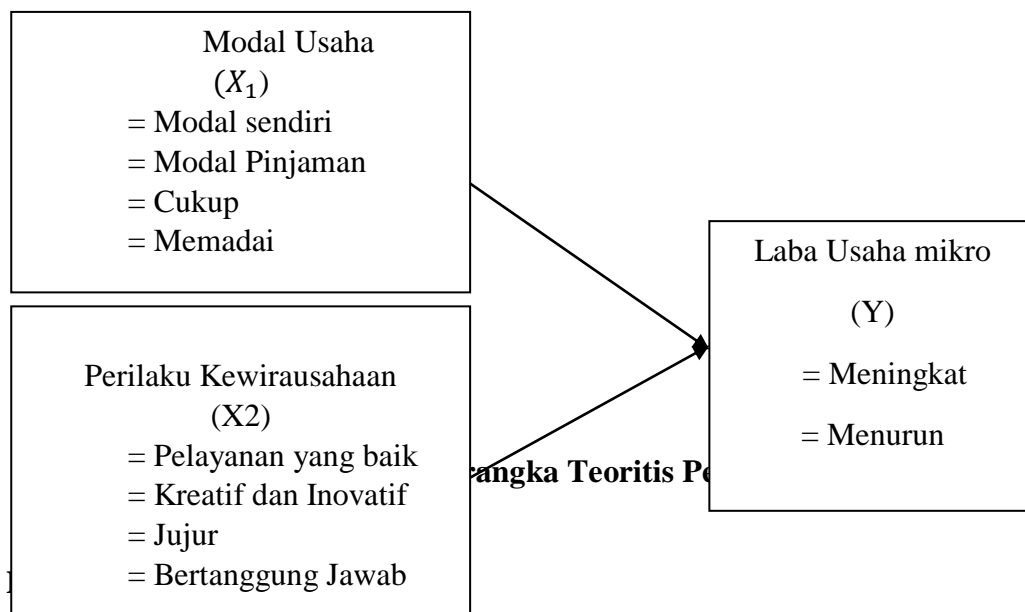 Modal Usaha
(𝑋₁)
= Modal sendiri
= Modal Pinjaman
= Cukup
= Memadai
Perilaku Kewirausahaan
(X2)
= Pelayanan yang baik
= Kreatif dan Inovatif
= Jujur
= Bertanggung Jawab
Laba Usaha mikro
(Y)
= Meningkat
= Menurun
Teoritis